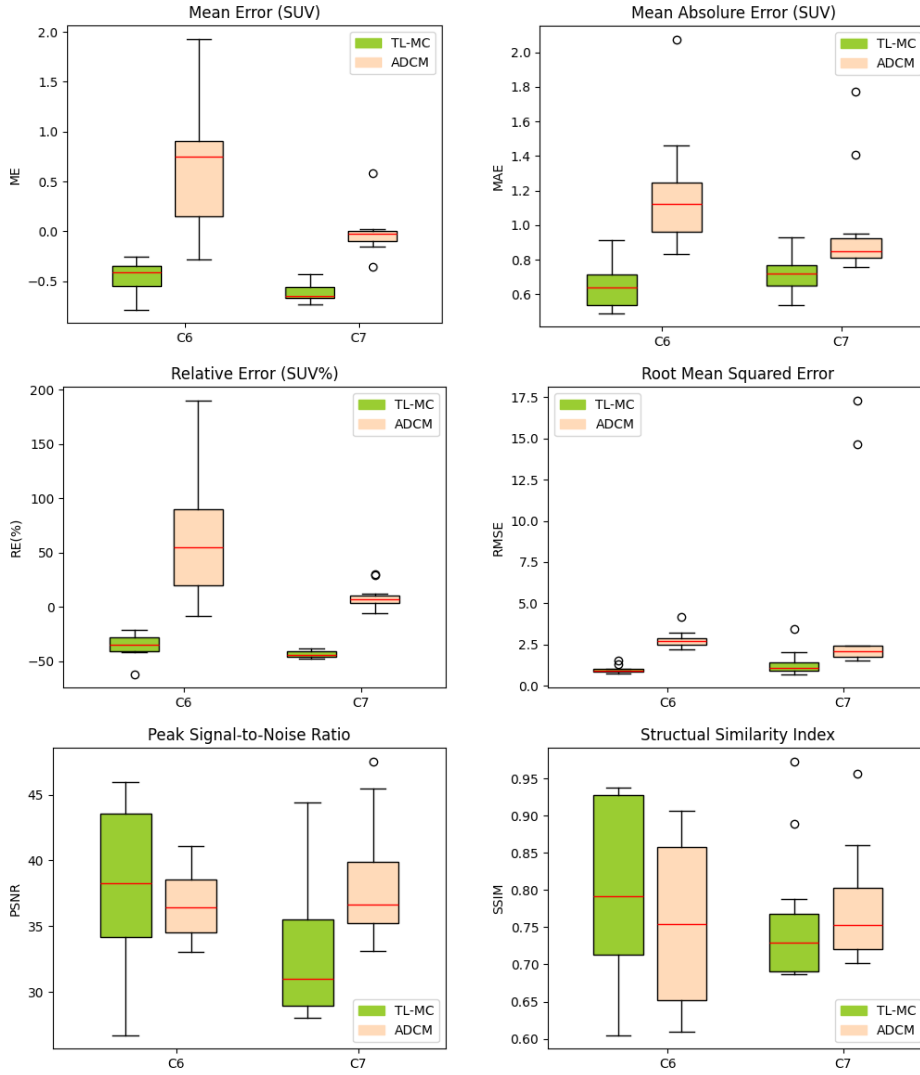 Mean Error (SUV)
ME
2.0
1.5
1.0
0.5
0.0
−0.5
TL-MC
ADCM
C6
C7
Mean Absolure Error (SUV)
MAE
2.0
1.8
1.6
1.4
1.2
1.0
0.8
0.6
TL-MC
ADCM
C6
C7
Relative Error (SUV%)
RE(%)
200
150
100
50
0
−50
TL-MC
ADCM
C6
C7
Root Mean Squared Error
RMSE
17.5
15.0
12.5
10.0
7.5
5.0
2.5
0.0
TL-MC
ADCM
C6
C7
Peak Signal-to-Noise Ratio
PSNR
45
40
35
30
TL-MC
ADCM
C6
C7
Structual Similarity Index
SSIM
0.95
0.90
0.85
0.80
0.75
0.70
0.65
0.60
TL-MC
ADCM
C6
C7